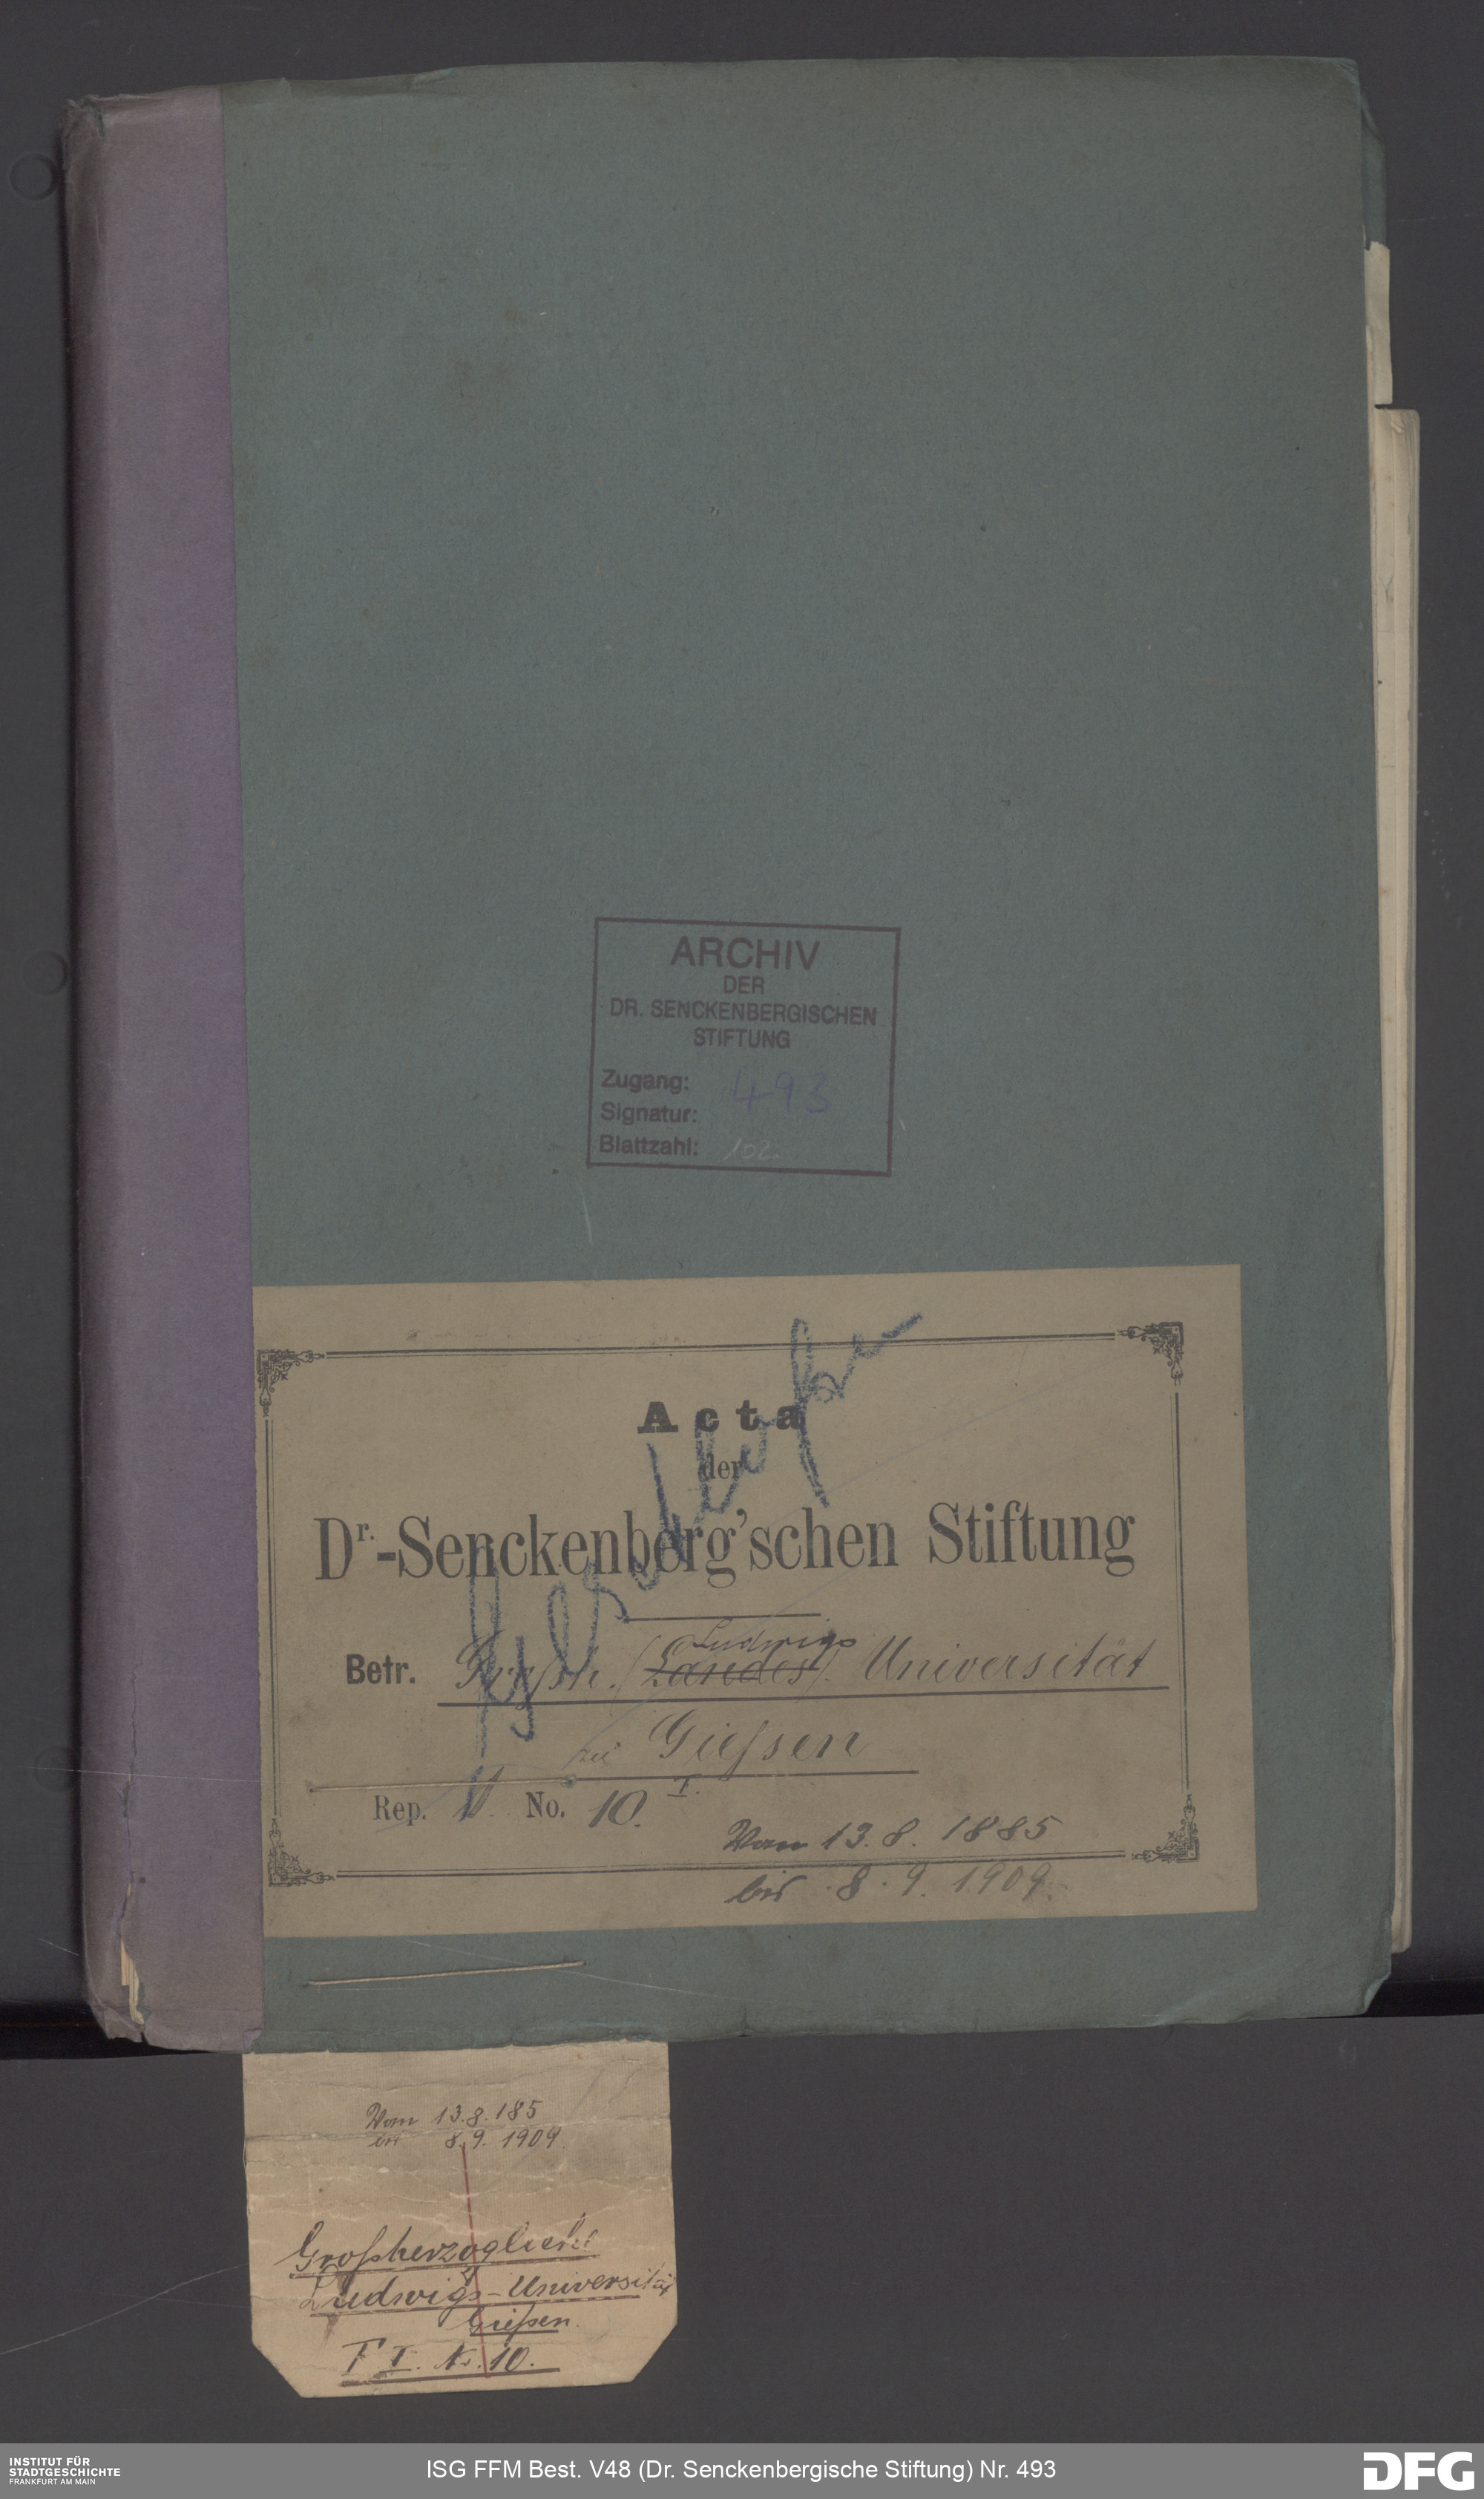 ARCHIV
DER
DR. SENCKENBERGISCHEN
STIFTUNG
Zugang:
493
Signatur:
Blattzahl: 102
Acta
der
Dr.-Senckenberg'schen Stiftung
Ludwigs
Betr. Großh. (Landes). Universität
zu Gießen
Rep. No. 10. I.
Vom 13.8. 1885
bis 8.9.1909.
Vom 13.8.185
bis 8.9.1909.
Großherzogliche
Ludwigs-Universität
Gießen.
I. No. 10.
INSTITUT FÜR
STADTGESCHICHTE
FRANKFURT AM MAIN
ISG FFM Best. V48 (Dr. Senckenbergische Stiftung) Nr. 493
DFG